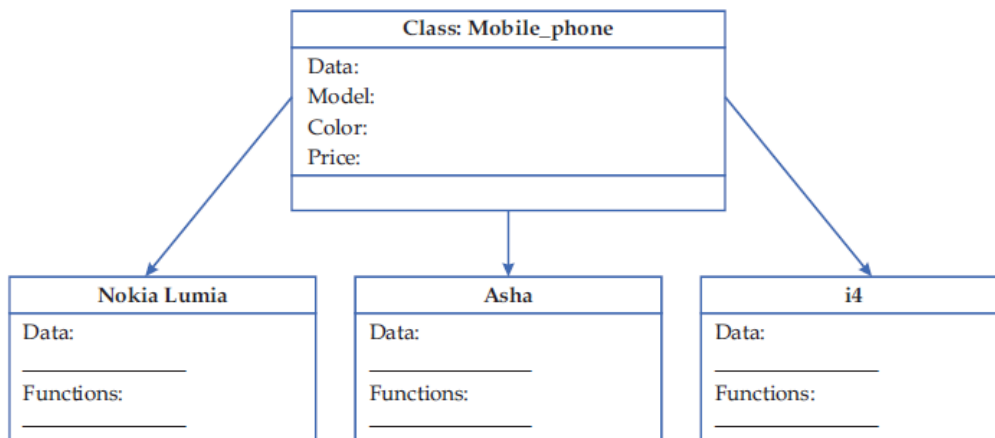 Class: Mobile_phone
Data:
Model:
Color:
Price:
Nokia Lumia
Data:
Functions:
Asha
Data:
Functions:
i4
Data:
Functions: